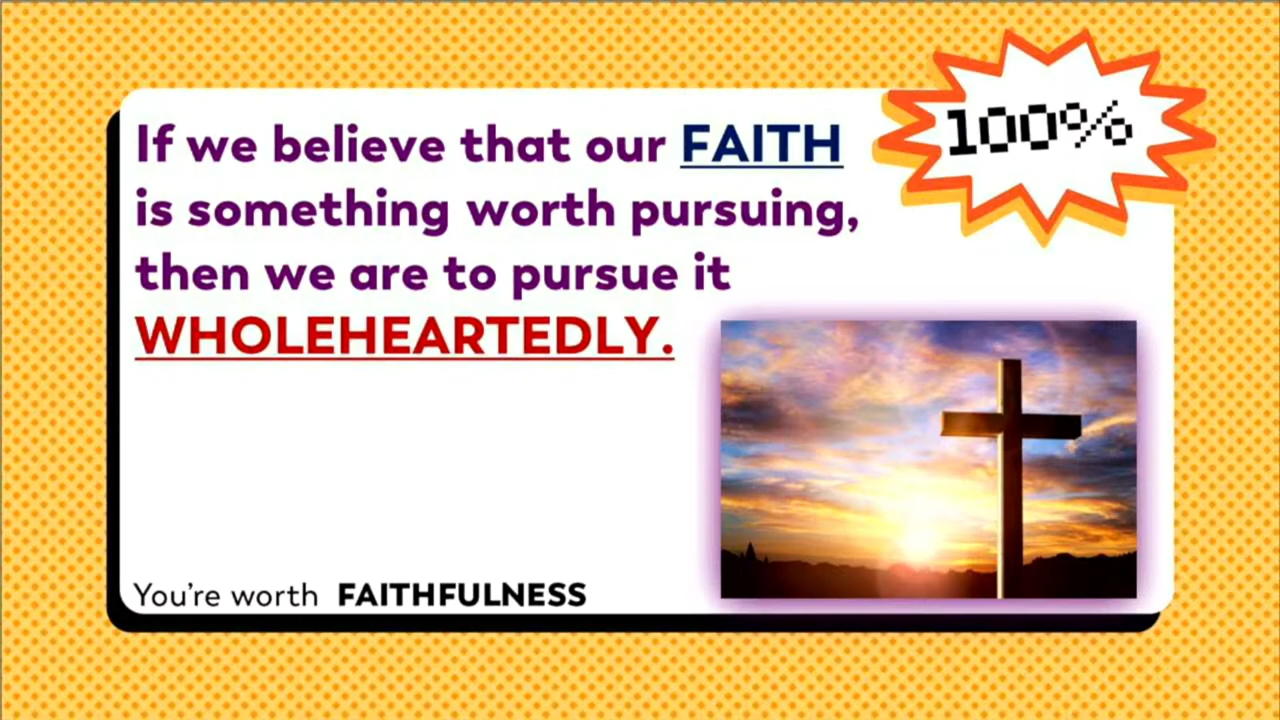 If we believe that our FAITH
is something worth pursuing,
then we are to pursue it
WHOLEHEARTEDLY.
100%
You’re worth FAITHFULNESS